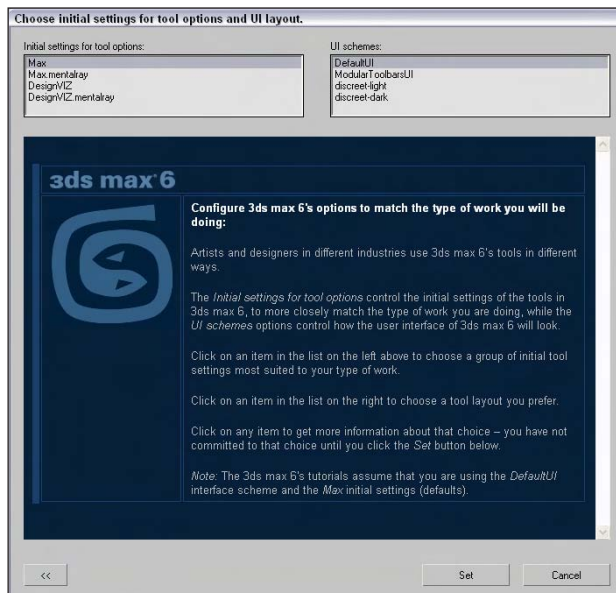 Choose initial settings for tool options and UI layout.
Initial settings for tool options:
Max
Max.mentalray
DesignVIZ
DesignVIZ.mentalray
UI schemes:
DefaultUI
ModularToolbarsUI
discreet-light
discreet-dark
3ds max 6
Configure 3ds max 6's options to match the type of work you will be
doing:
Artists and designers in different industries use 3ds max 6's tools in different
ways.
The Initial settings for tool options control the initial settings of the tools in
3ds max 6, to more closely match the type of work you are doing, while the
UI schemes options control how the user interface of 3ds max 6 will look.
Click on an item in the list on the left above to choose a group of initial tool
settings most suited to your type of work.
Click on an item in the list on the right to choose a tool layout you prefer.
Click on any item to get more information about that choice – you have not
committed to that choice until you click the Set button below.
Note: The 3ds max 6's tutorials assume that you are using the DefaultUI
interface scheme and the Max initial settings (defaults).
<<
Set
Cancel